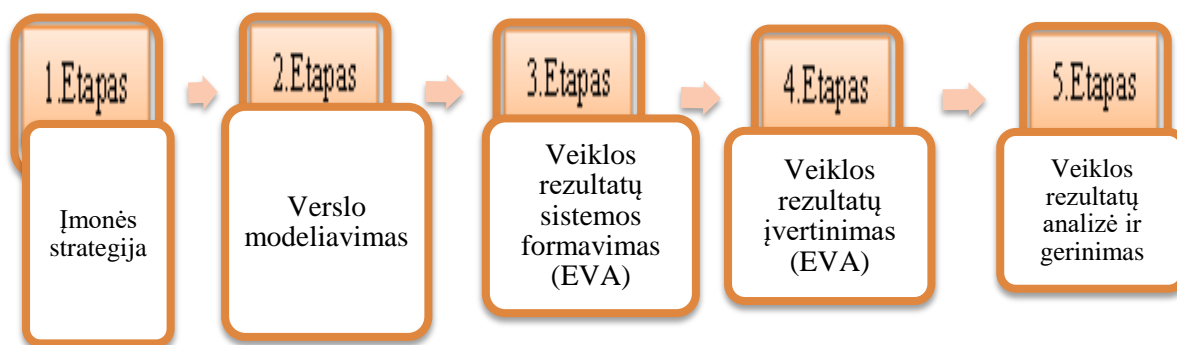 1.Etapas
Įmonės
strategija
2.Etapas
Verslo
modeliavimas
3.Etapas
Veiklos
rezultatų
sistemos
formavimas
(EVA)
4.Etapas
Veiklos
rezultatų
įvertinimas
(EVA)
5.Etapas
Veiklos
rezultatų
analizė ir
gerinimas